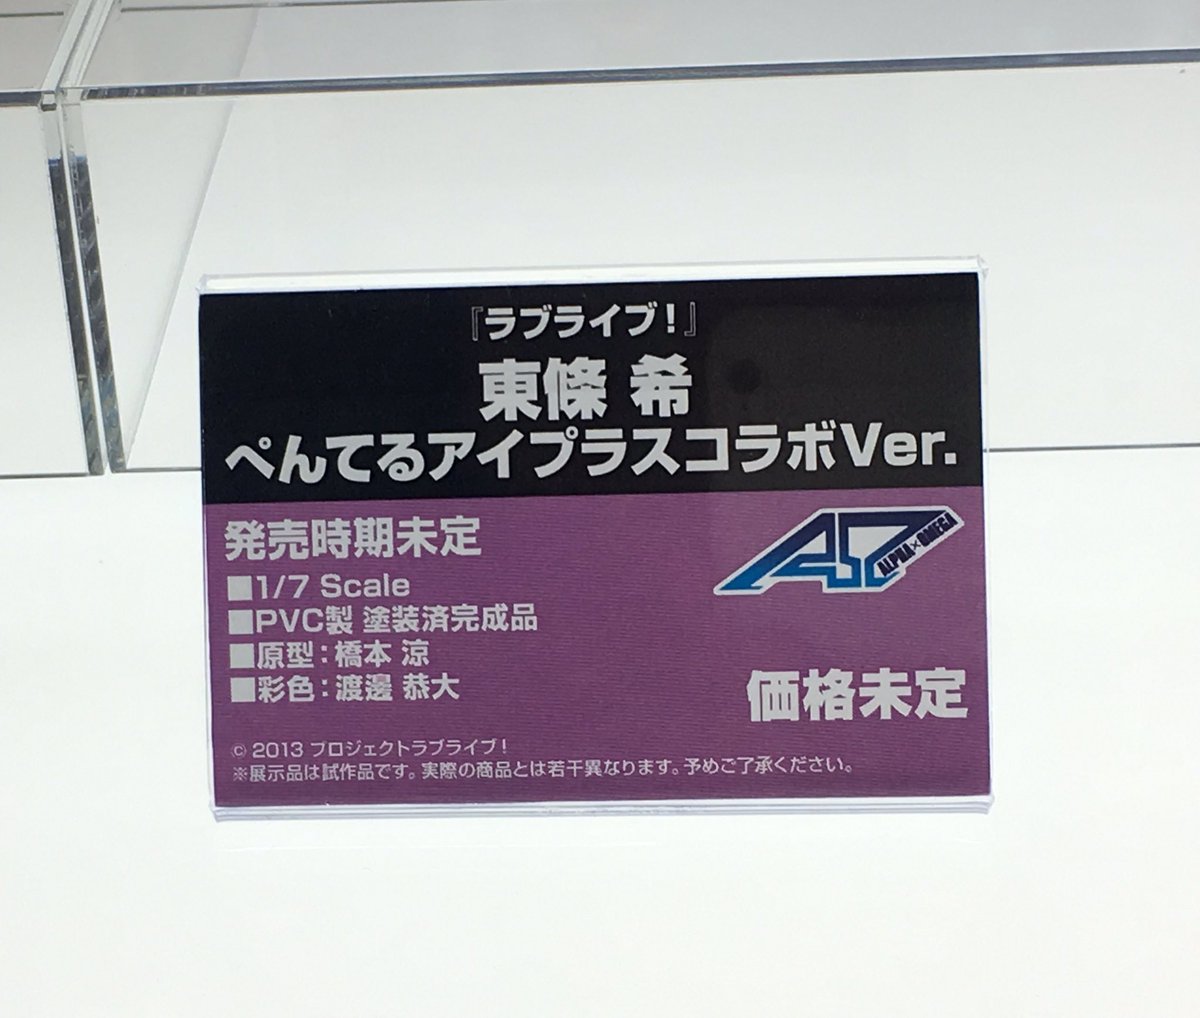 『ラブライブ！』
東條 希
ぺんてるアイプラスコラボVer.
発売時期未定
■1/7 Scale
■PVC製 塗装済完成品
■原型：橋本 涼
■彩色：渡邊 恭大
AΩ
ALPHA×OMEGA
価格未定
© 2013 プロジェクトラブライブ！
※展示品は試作品です。実際の商品とは若干異なります。予めご了承ください。